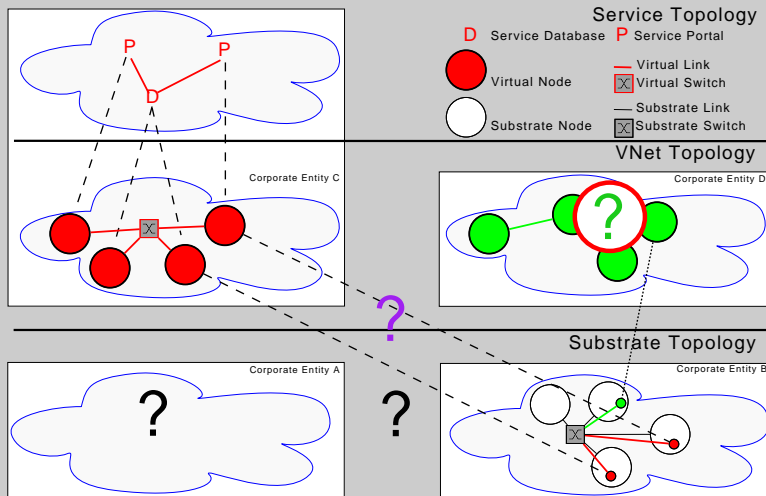 Service Topology
D Service Database P Service Portal
P P
Virtual Link
Virtual Node
Virtual Switch
D
Substrate Link
Substrate Node
Substrate Switch
VNet Topology
Corporate Entity C
Corporate Entity D
?
?
Substrate Topology
Corporate Entity A
Corporate Entity B
?
?